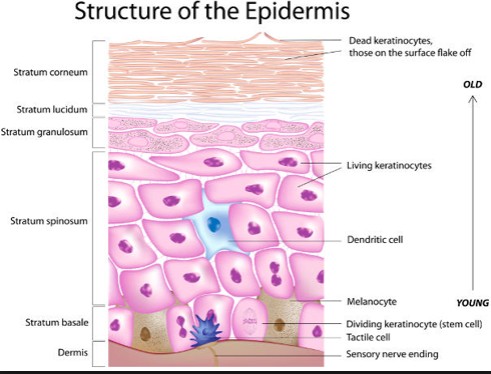 Structure of the Epidermis
Dead keratinocytes,
those on the surface flake off
Stratum corneum
OLD
Stratum lucidum
Stratum granulosum
Living keratinocytes
Stratum spinosum
Dendritic cell
Melanocyte
YOUNG
Stratum basale
Dividing keratinocyte (stem cell)
Tactile cell
Dermis
Sensory nerve ending